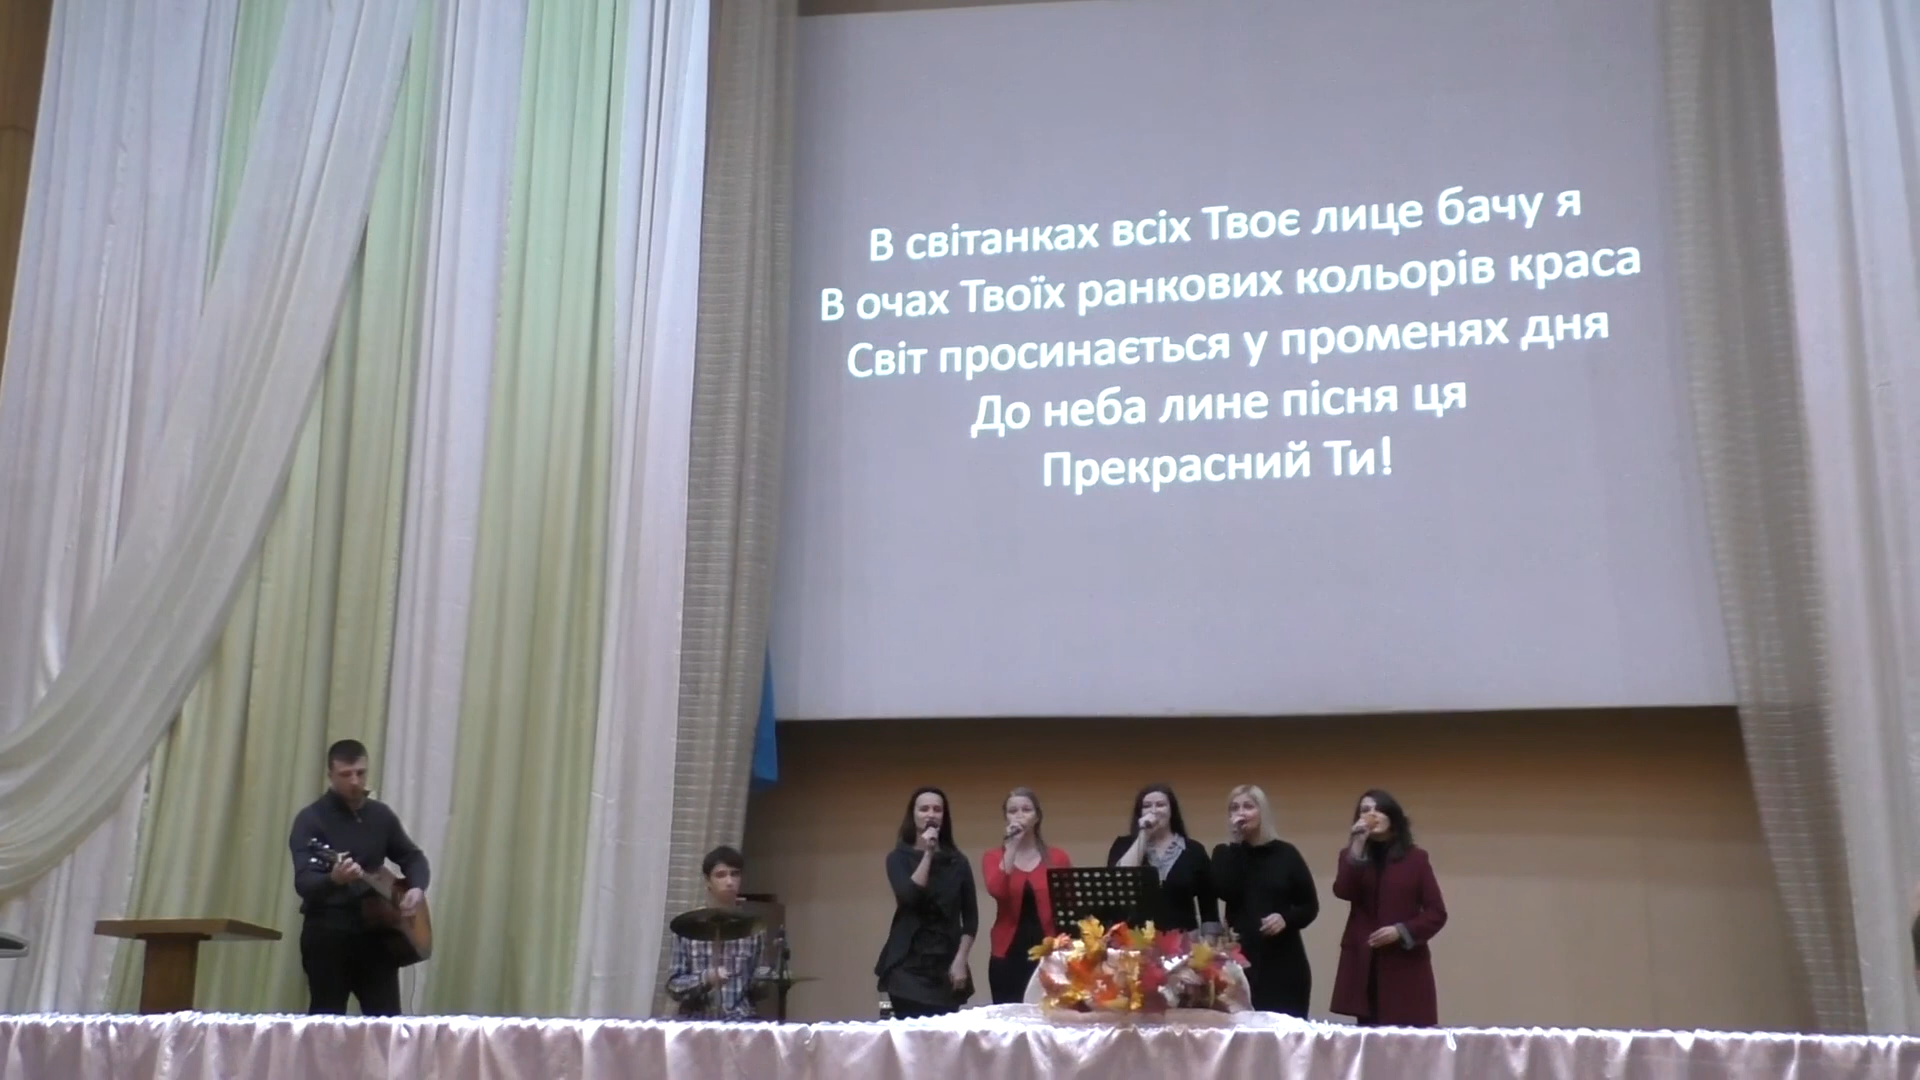 В світанках всіх Твоє лице бачу я
В очах Твоїх ранкових кольорів краса
Світ просинається у променях дня
До неба лине пісня ця
Прекрасний Ти!